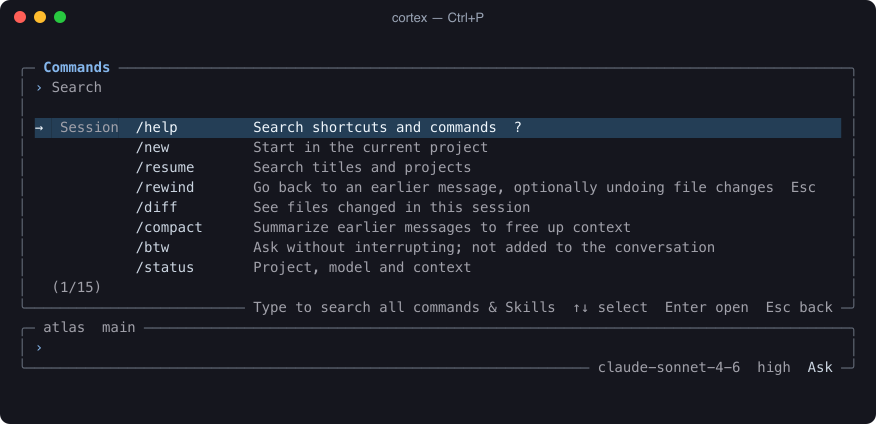 cortex — Ctrl+P
Commands
› Search
→ Session /help Search shortcuts and commands ?
/new Start in the current project
/resume Search titles and projects
/rewind Go back to an earlier message, optionally undoing file changes Esc
/diff See files changed in this session
/compact Summarize earlier messages to free up context
/btw Ask without interrupting; not added to the conversation
/status Project, model and context
(1/15)
Type to search all commands & Skills ↑↓ select Enter open Esc back
atlas main
›
claude-sonnet-4-6 high Ask